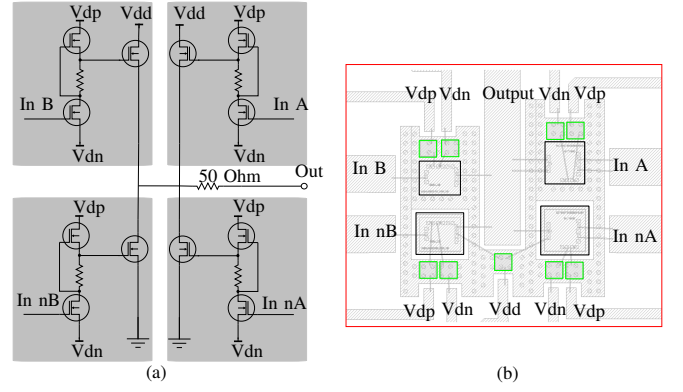 Vdp Vdd Vdd Vdp
In B In A
Vdn Vdn
50 Ohm Out
Vdp Vdp
In nB In nA
Vdn Vdn
(a)
Vdp Vdn Output Vdn Vdp
In B In A
In nB In nA
Vdp Vdn Vdd Vdn Vdp
(b)